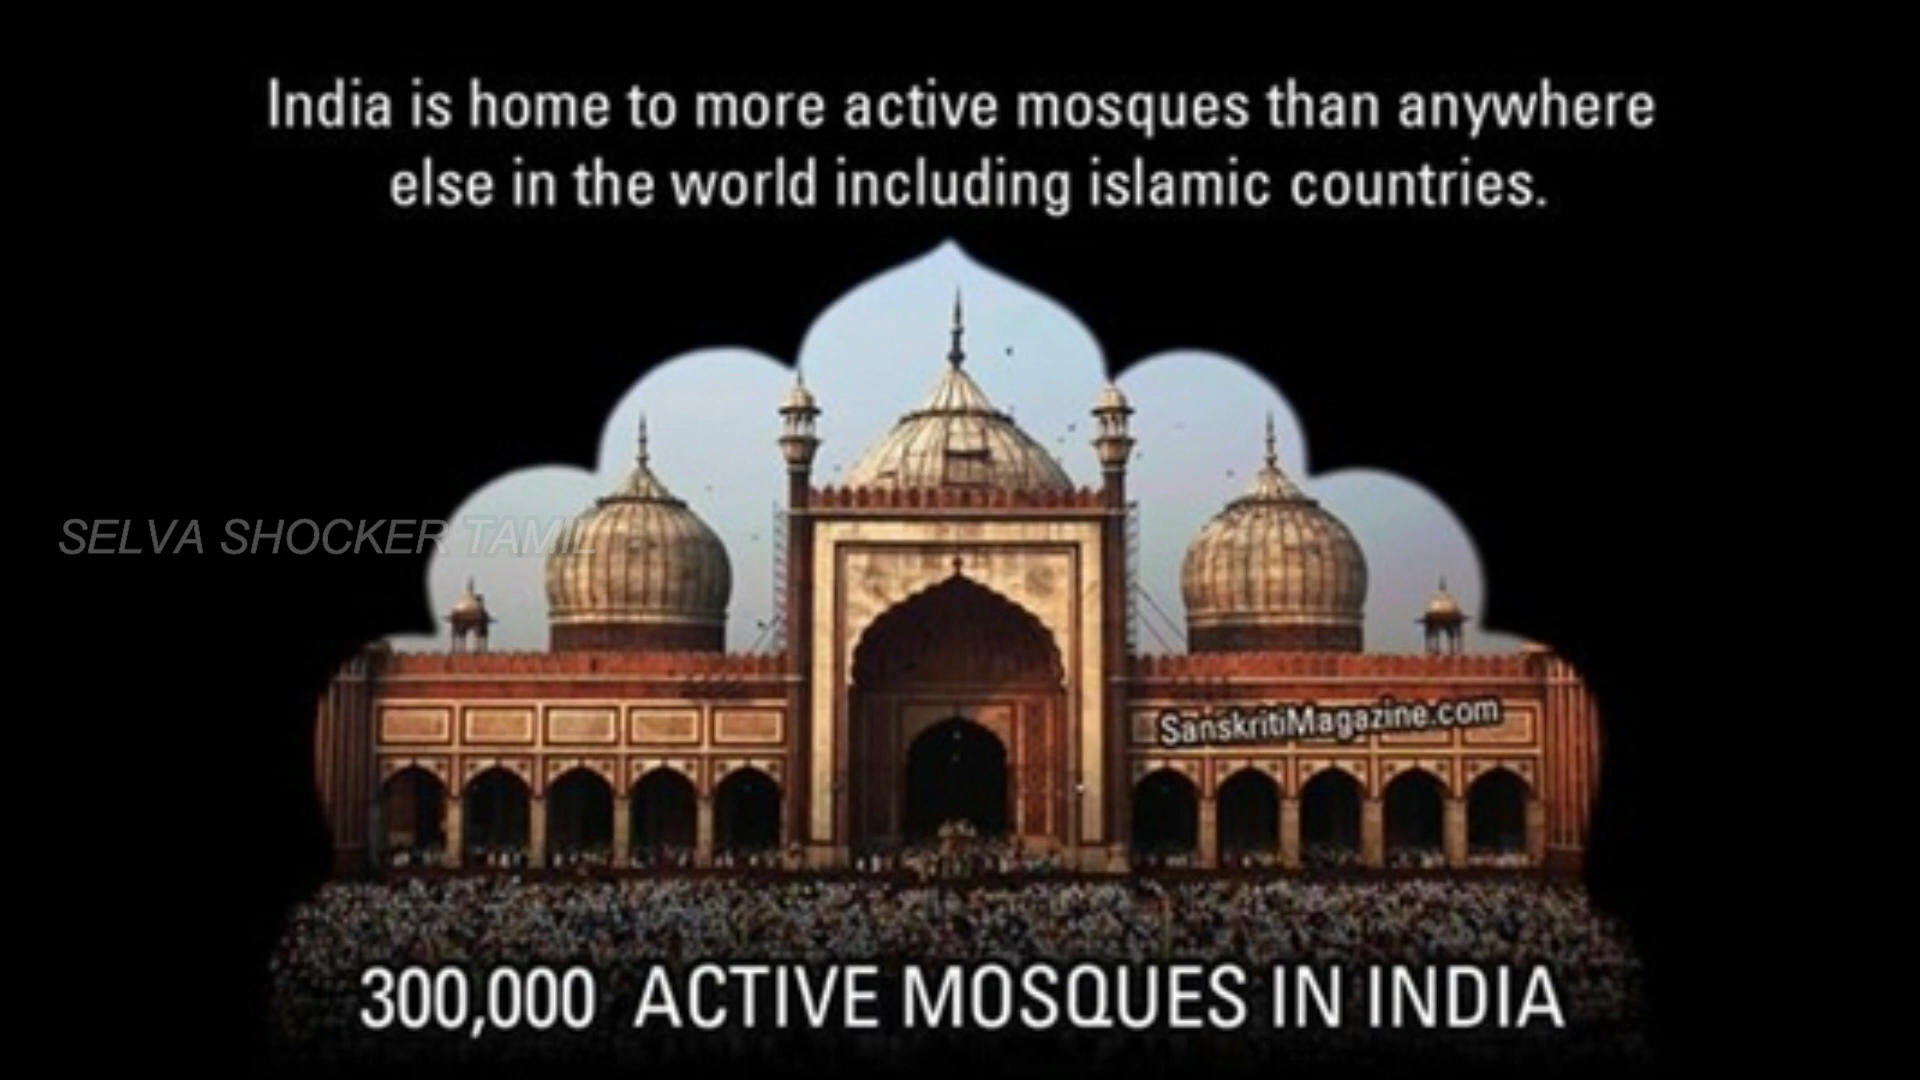 India is home to more active mosques than anywhere
else in the world including islamic countries.
SELVA SHOCKER TAMIL
SanskritiMagazine.com
300,000 ACTIVE MOSQUES IN INDIA